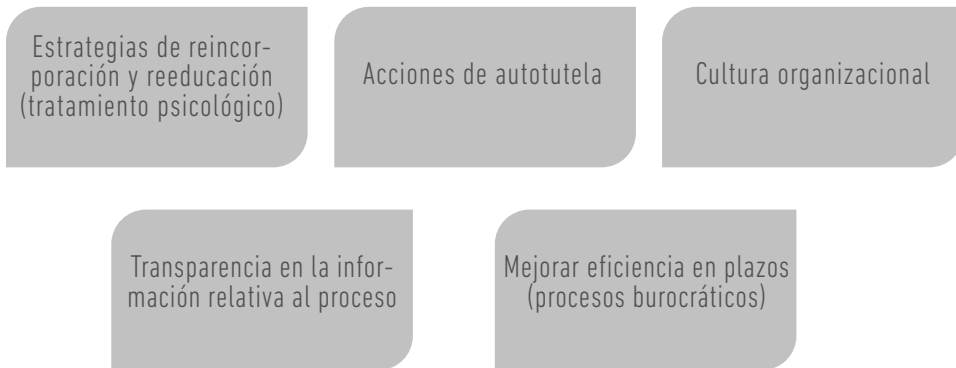 Estrategias de reincor-
poración y reeducación
(tratamiento psicológico)
Acciones de autotutela
Cultura organizacional
Transparencia en la infor-
mación relativa al proceso
Mejorar eficiencia en plazos
(procesos burocráticos)